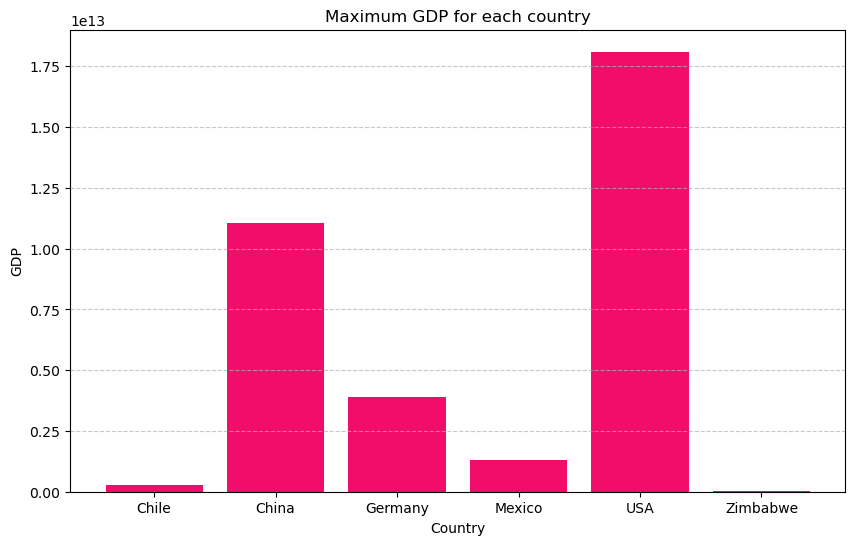 Maximum GDP for each country
1e13
1.75
1.50
1.25
1.00
0.75
0.50
0.25
0.00
GDP
Chile China Germany Mexico USA Zimbabwe
Country